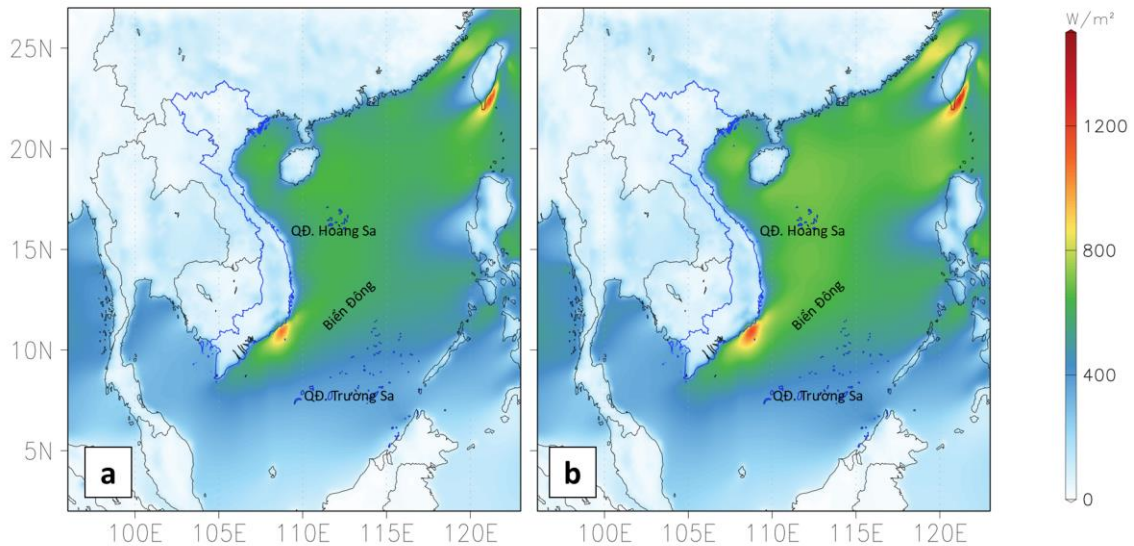 W/m²
25N
20N
15N
10N
5N
QĐ. Hoàng Sa
Biển Đông
QĐ. Trường Sa
a
100E 105E 110E 115E 120E
QĐ. Hoàng Sa
Biển Đông
QĐ. Trường Sa
b
100E 105E 110E 115E 120E
1200
800
400
0